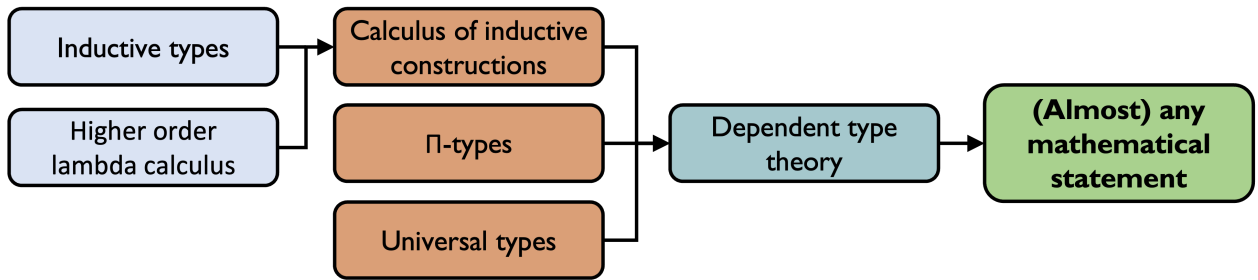 Inductive types
Higher order
lambda calculus
Calculus of inductive
constructions
Π-types
Universal types
Dependent type
theory
(Almost) any
mathematical
statement